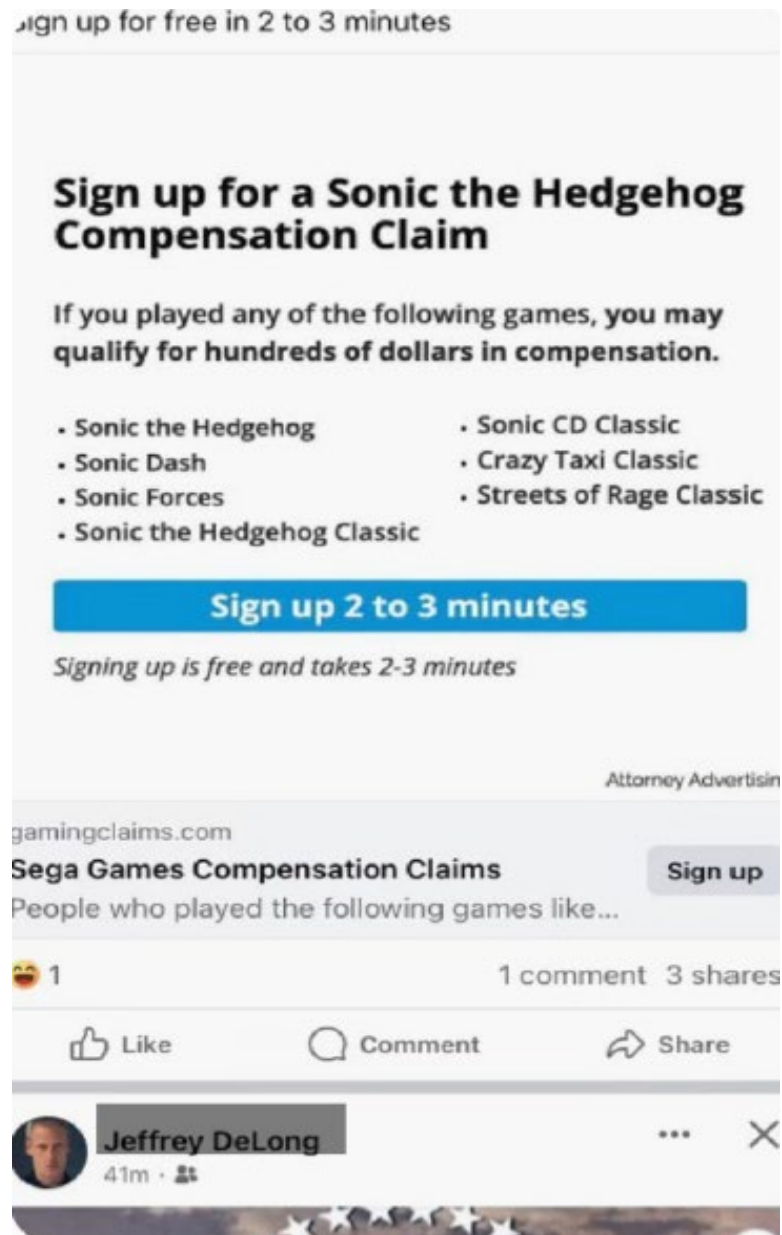 Sign up for free in 2 to 3 minutes
Sign up for a Sonic the Hedgehog
Compensation Claim
If you played any of the following games, you may
qualify for hundreds of dollars in compensation.
• Sonic the Hedgehog
• Sonic Dash
• Sonic Forces
• Sonic the Hedgehog Classic
• Sonic CD Classic
• Crazy Taxi Classic
• Streets of Rage Classic
Sign up 2 to 3 minutes
Signing up is free and takes 2-3 minutes
Attorney Advertisin
gamingclaims.com
Sega Games Compensation Claims
Sign up
People who played the following games like...
1
1 comment 3 shares
Like
Comment
Share
Jeffrey DeLong
41m